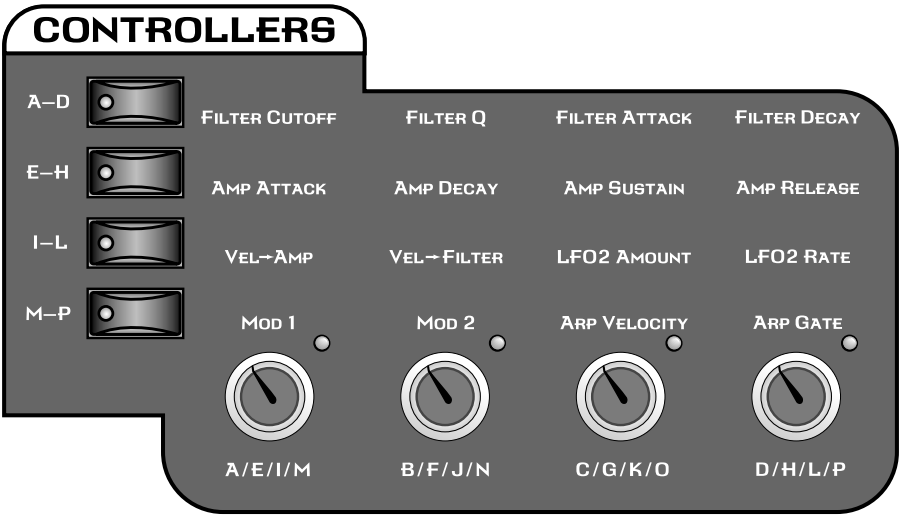 CONTROLLERS
A–D
FILTER CUTOFF FILTER Q FILTER ATTACK FILTER DECAY
E–H
AMP ATTACK AMP DECAY AMP SUSTAIN AMP RELEASE
I–L
VEL→AMP VEL→FILTER LFO2 AMOUNT LFO2 RATE
M–P
MOD 1 MOD 2 ARP VELOCITY ARP GATE
A/E/I/M B/F/J/N C/G/K/O D/H/L/P